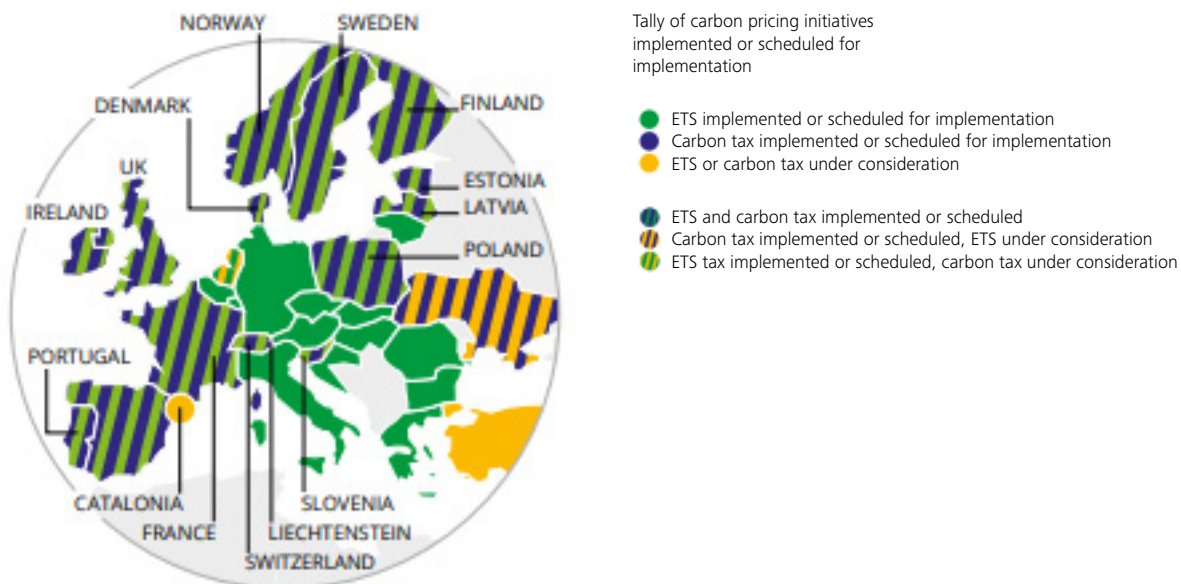 NORWAY
SWEDEN
DENMARK
FINLAND
UK
ESTONIA
IRELAND
LATVIA
POLAND
PORTUGAL
CATALONIA
SLOVENIA
FRANCE
LIECHTENSTEIN
SWITZERLAND
Tally of carbon pricing initiatives
implemented or scheduled for
implementation
ETS implemented or scheduled for implementation
Carbon tax implemented or scheduled for implementation
ETS or carbon tax under consideration
ETS and carbon tax implemented or scheduled
Carbon tax implemented or scheduled, ETS under consideration
ETS tax implemented or scheduled, carbon tax under consideration